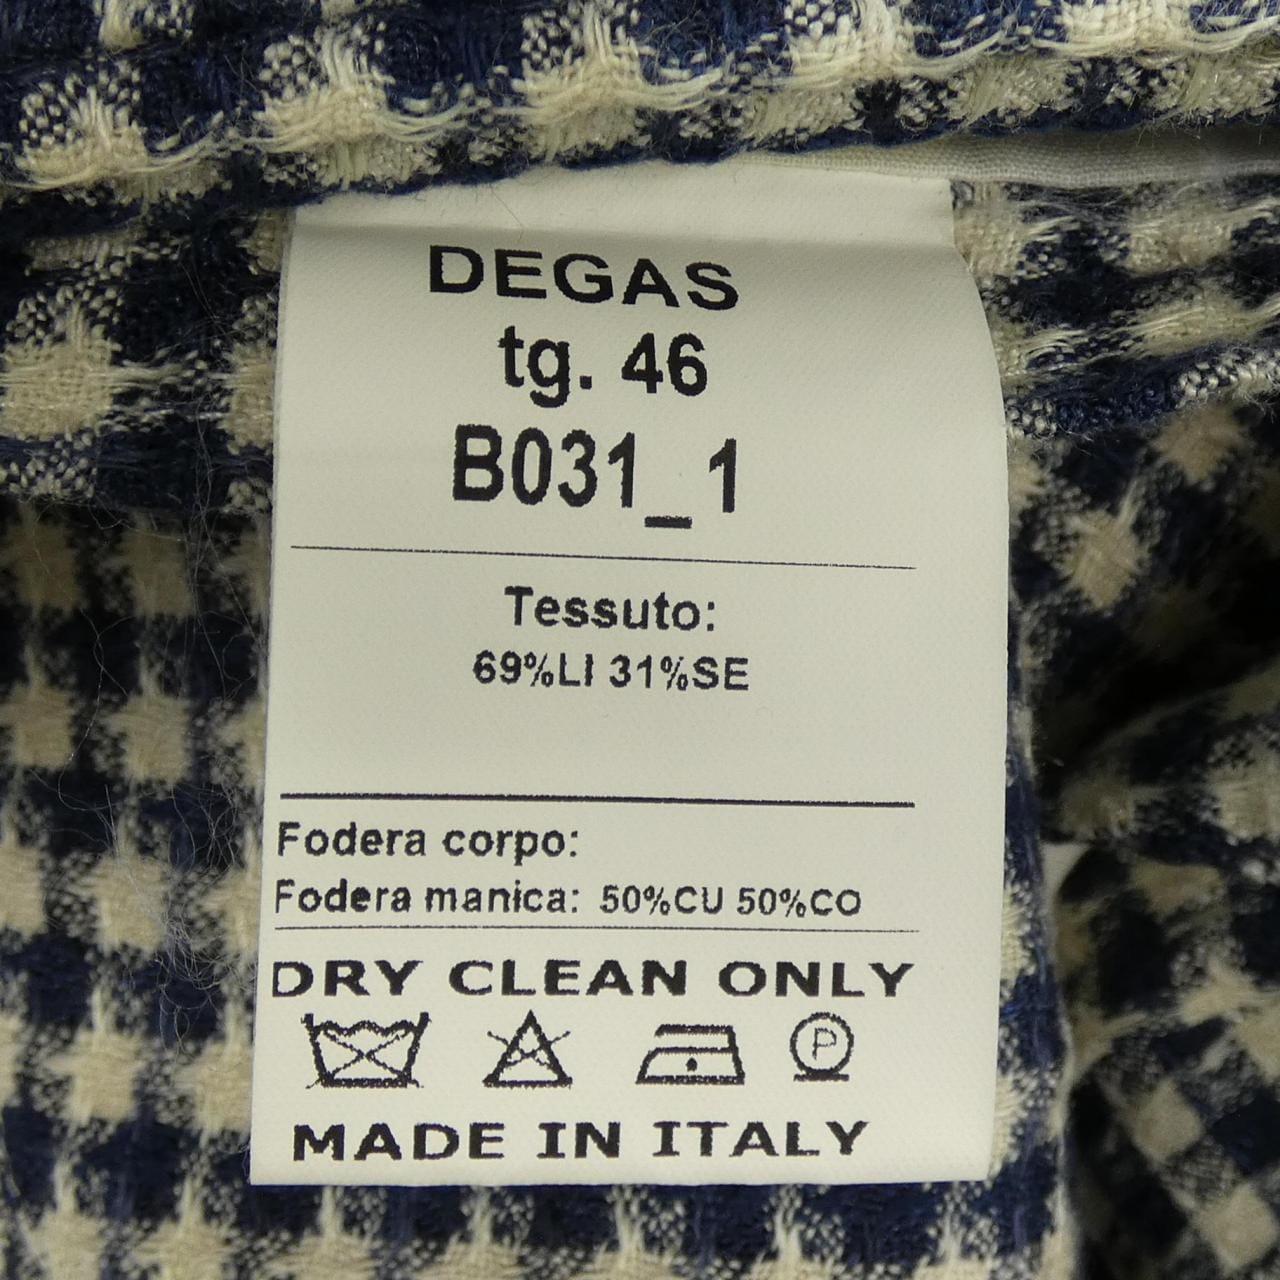 DEGAS
tg. 46
B031_1
Tessuto:
69%LI 31%SE
Fodera corpo:
Fodera manica: 50%CU 50%CO
DRY CLEAN ONLY
P
MADE IN ITALY